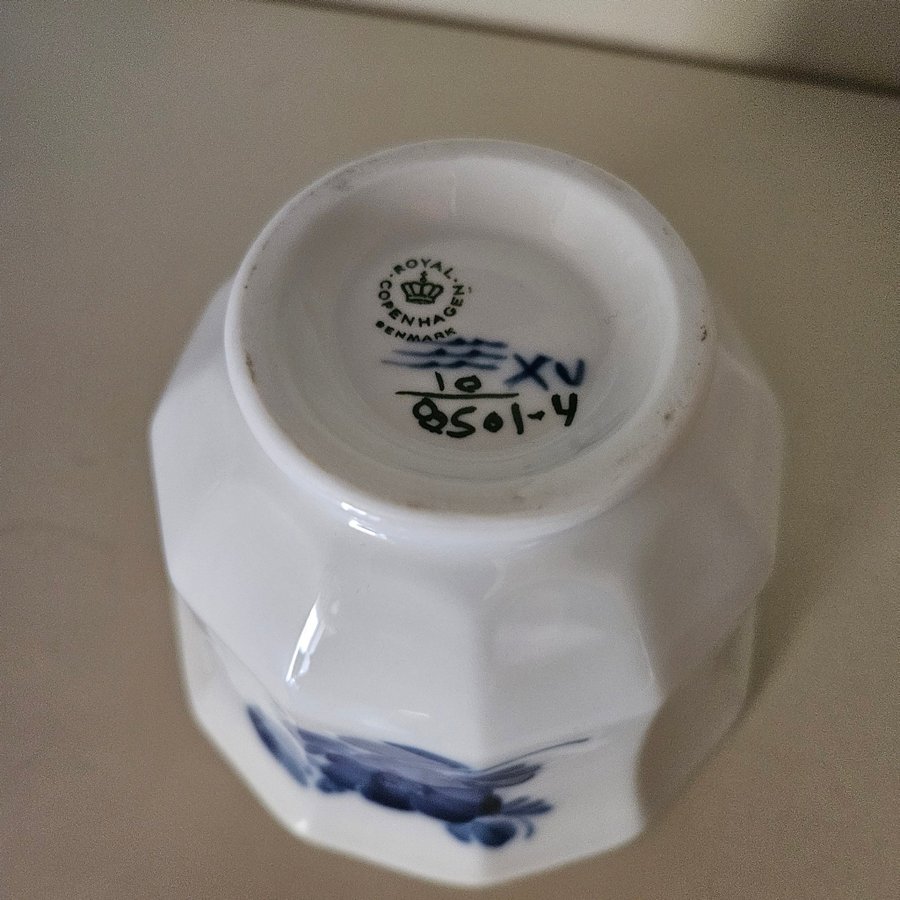 ROYAL
COPENHAGEN
DENMARK
XV
10
8501-4